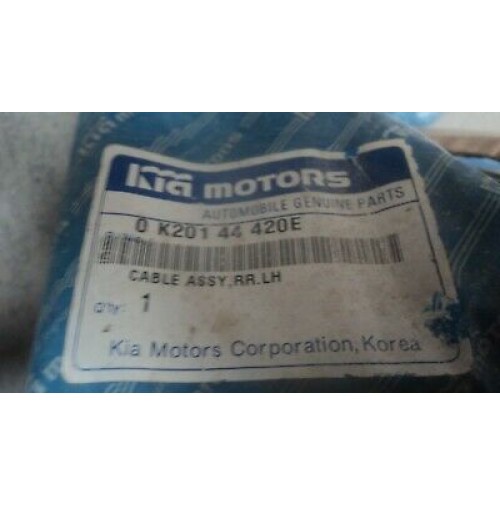 Kia MOTORS
AUTOMOBILE GENUINE PARTS
0 K201 44 420E
CABLE ASSY,RR.LH
Q'ty: 1
Kia Motors Corporation, Korea